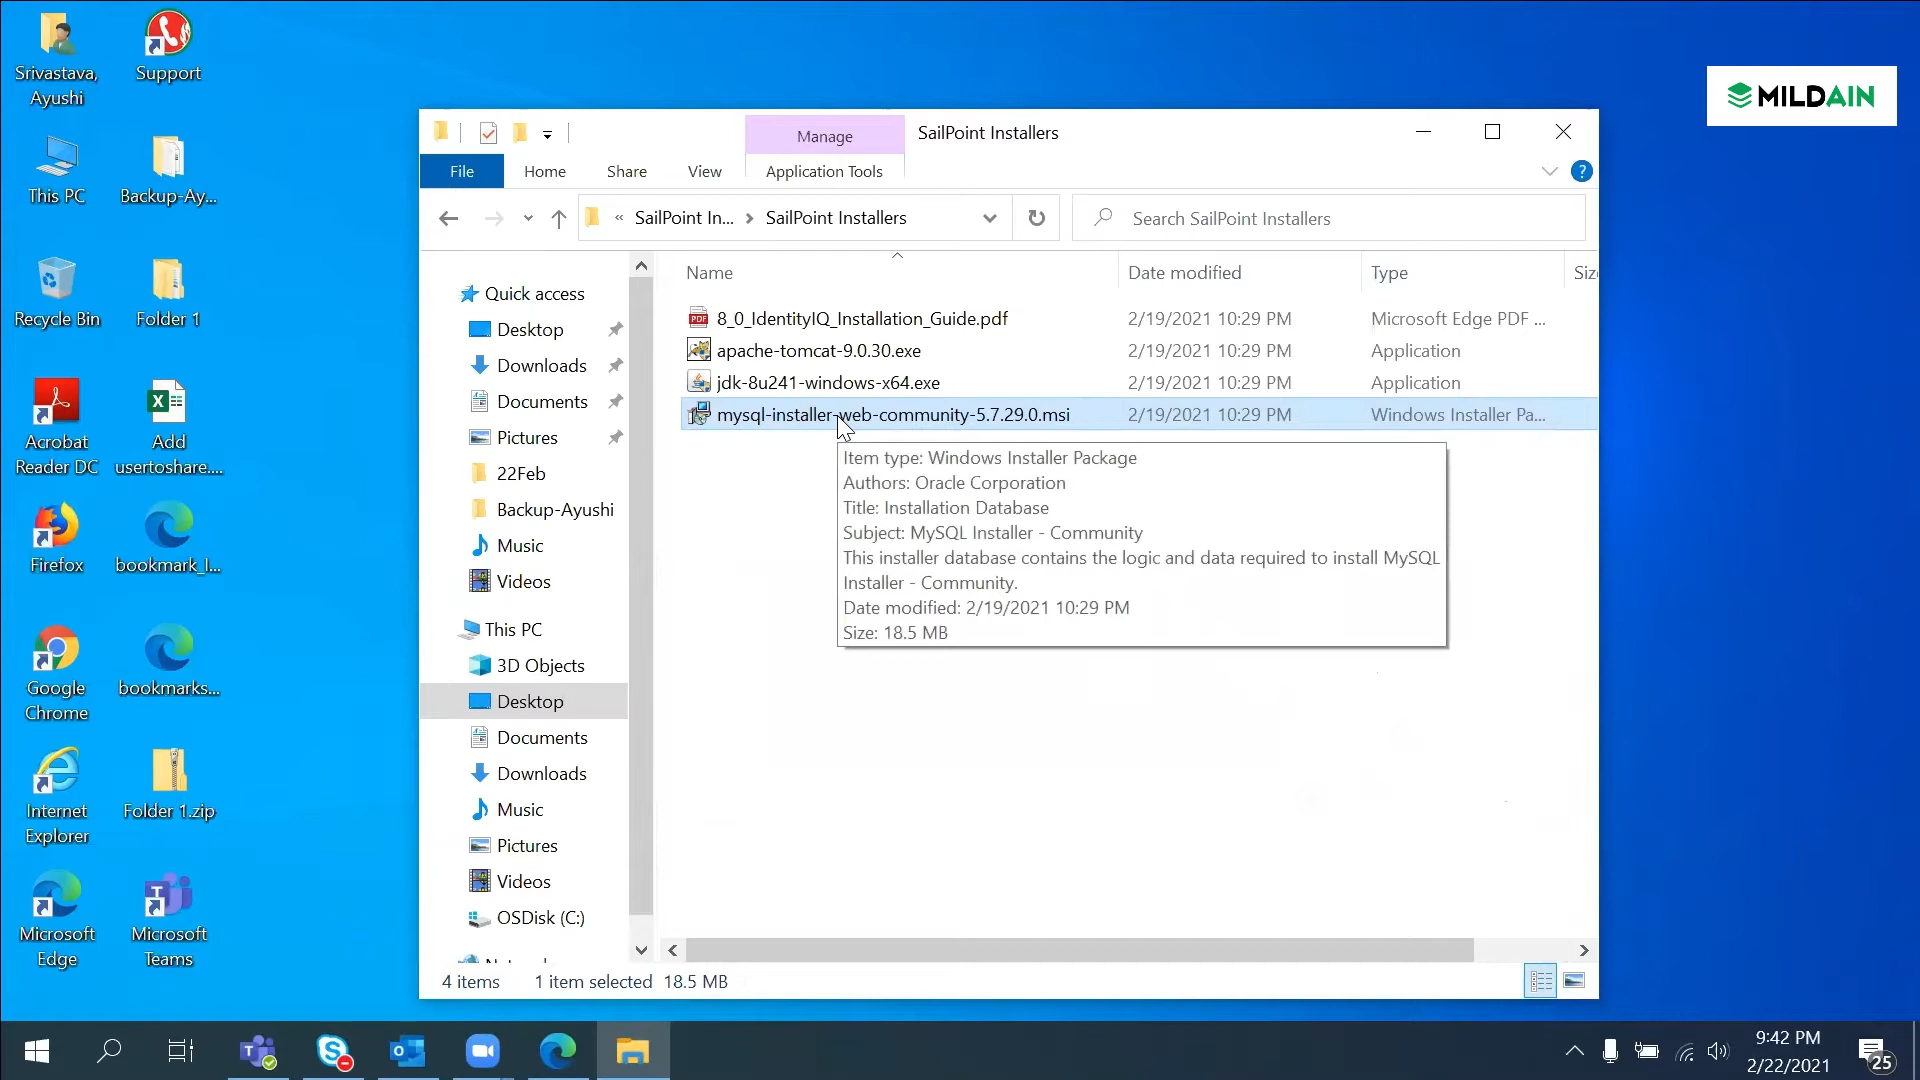 Srivastava,
Ayushi
Support
This PC
Backup-Ay...
Recycle Bin
Folder 1
Acrobat
Reader DC
Add
usertoshare....
Firefox
bookmark_l...
Google
Chrome
bookmarks...
Internet
Explorer
Folder 1.zip
Microsoft
Edge
Microsoft
Teams
MILDAIN
Manage
SailPoint Installers
File
Home
Share
View
Application Tools
?
« SailPoint In... > SailPoint Installers
Search SailPoint Installers
Quick access
Desktop
Downloads
Documents
Pictures
22Feb
Backup-Ayushi
Music
Videos
This PC
3D Objects
Desktop
Documents
Downloads
Music
Pictures
Videos
OSDisk (C:)
Name Date modified Type
8_0_IdentityIQ_Installation_Guide.pdf 2/19/2021 10:29 PM Microsoft Edge PDF ...
apache-tomcat-9.0.30.exe 2/19/2021 10:29 PM Application
jdk-8u241-windows-x64.exe 2/19/2021 10:29 PM Application
mysql-installer-web-community-5.7.29.0.msi 2/19/2021 10:29 PM Windows Installer Pa...
Item type: Windows Installer Package
Authors: Oracle Corporation
Title: Installation Database
Subject: MySQL Installer - Community
This installer database contains the logic and data required to install MySQL
Installer - Community.
Date modified: 2/19/2021 10:29 PM
Size: 18.5 MB
4 items 1 item selected 18.5 MB
9:42 PM
2/22/2021
25